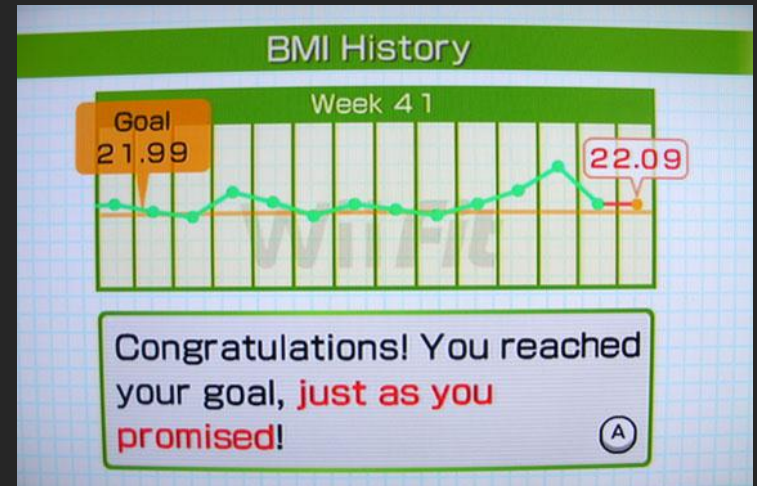 BMI History
Week 41
Goal
21.99
22.09
Wii Fit
Congratulations! You reached
your goal, just as you
promised!
A